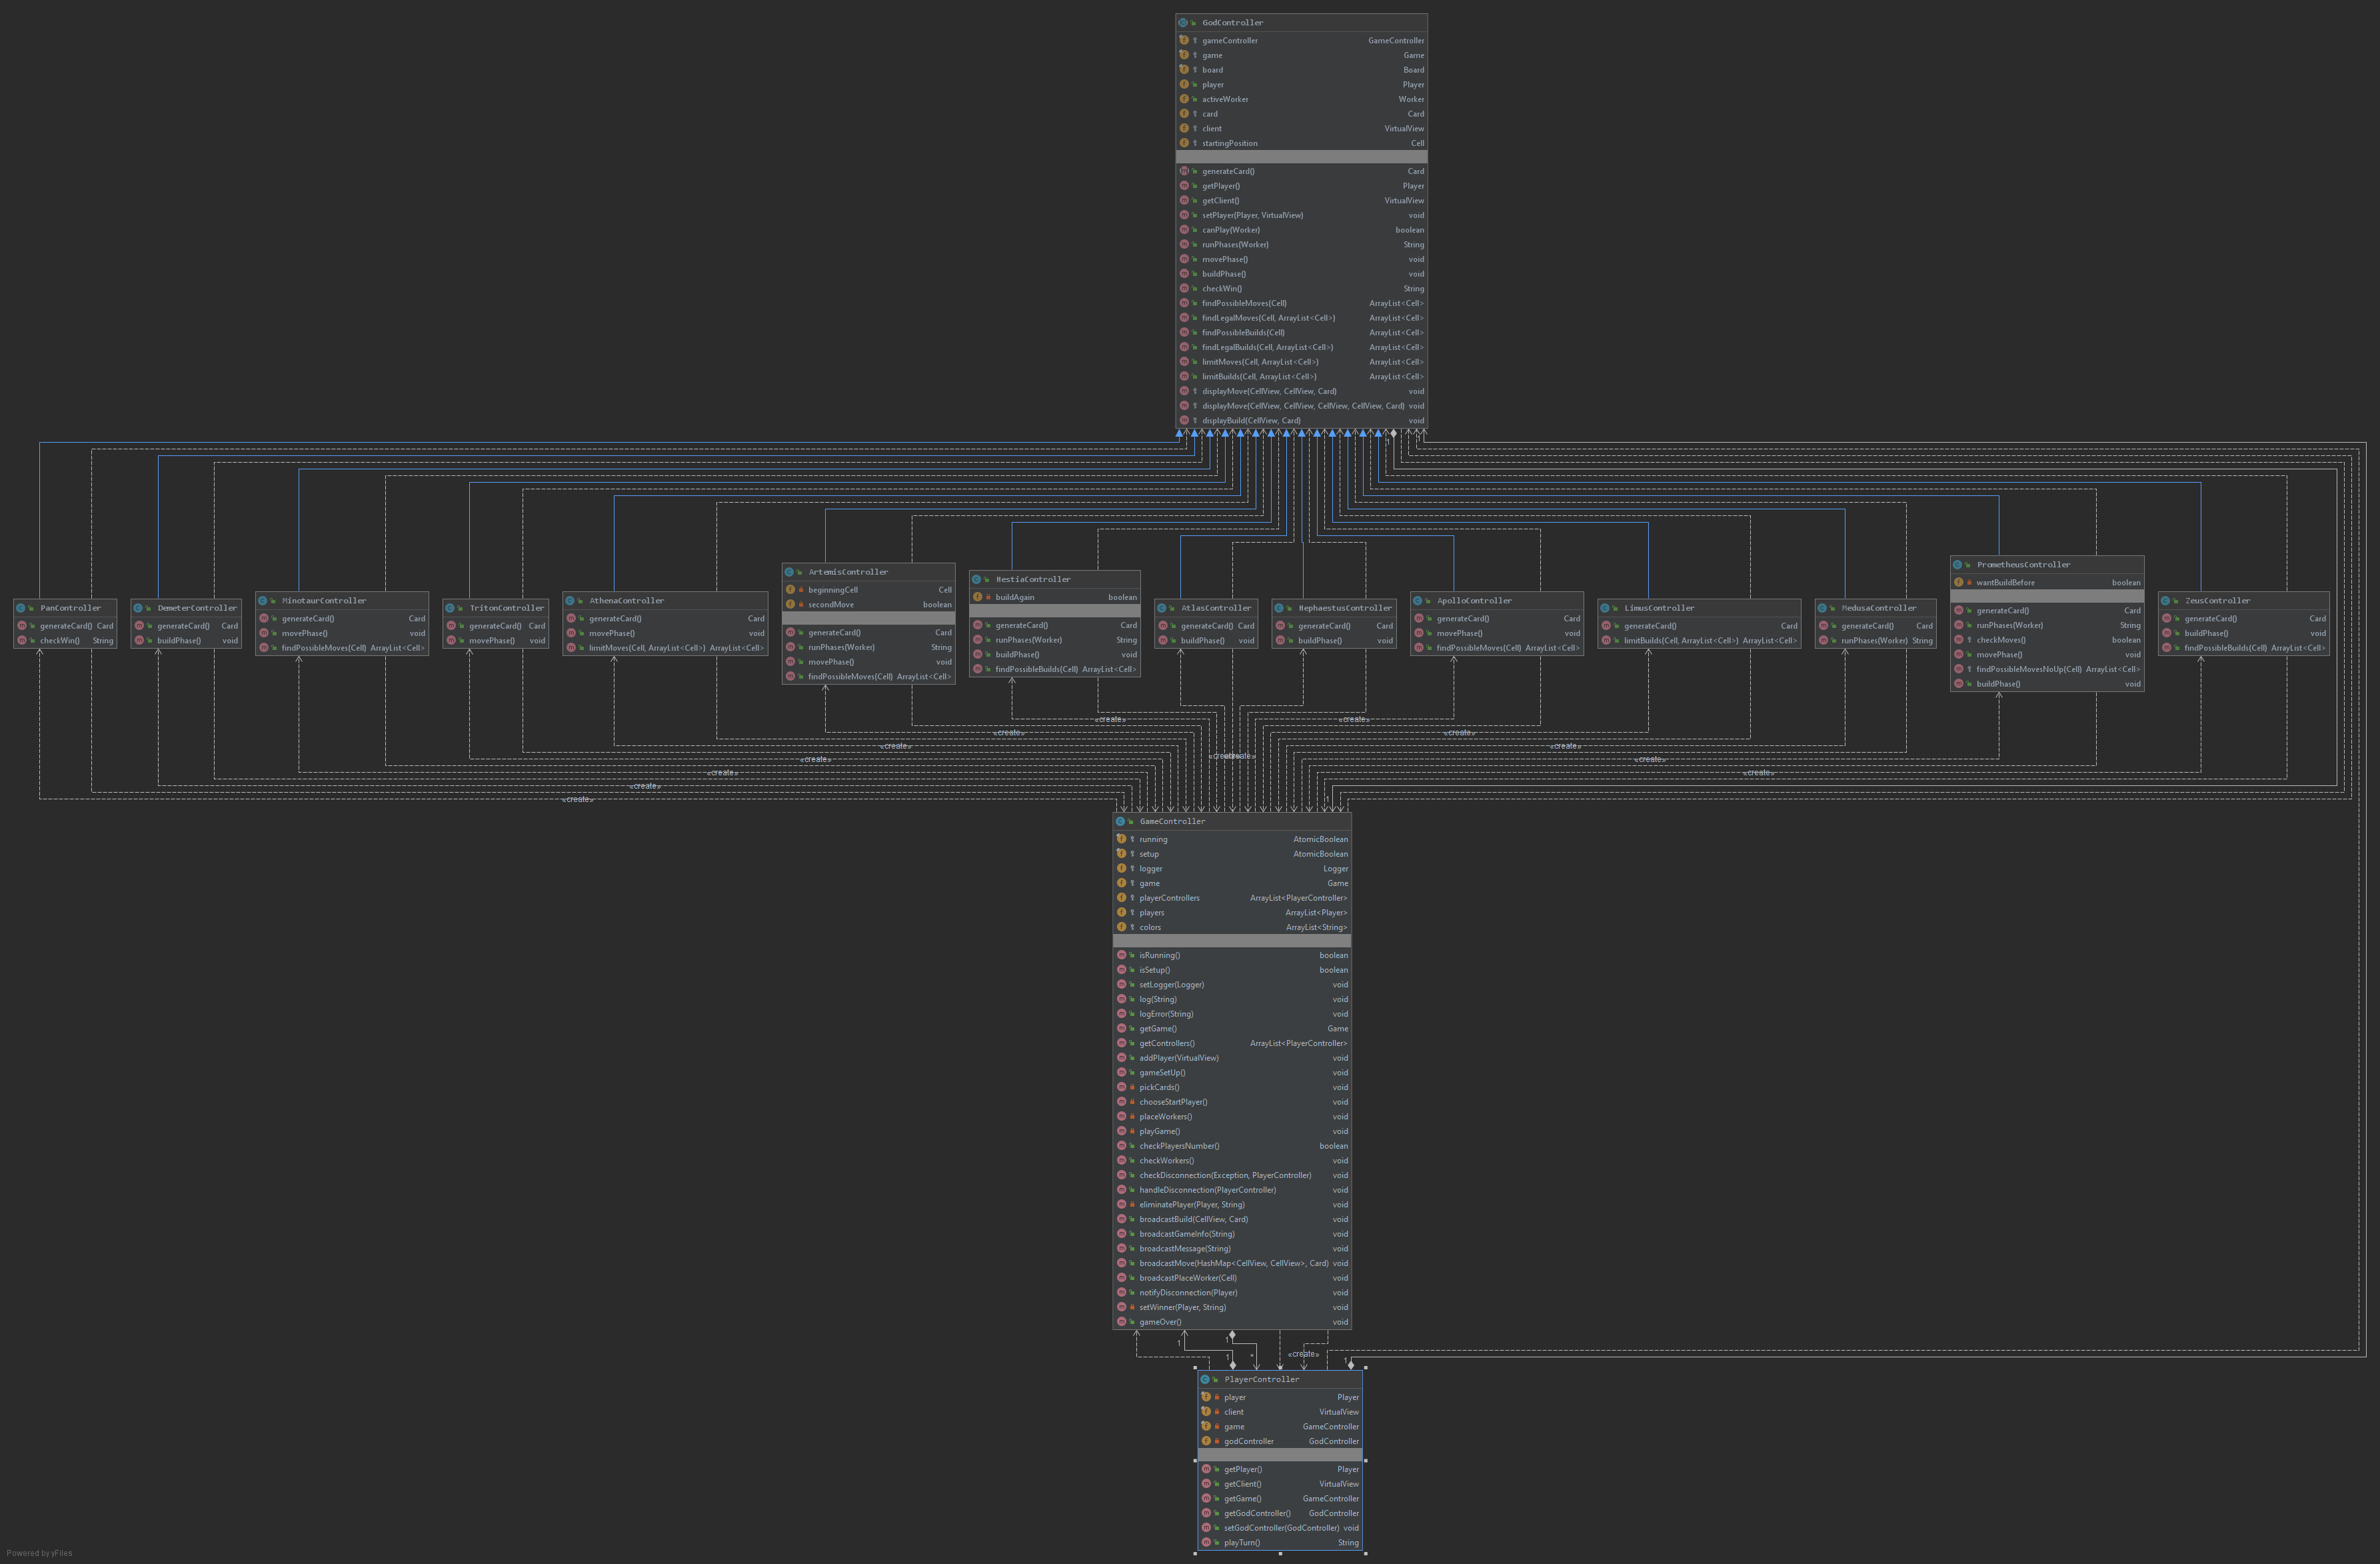 GodController
gameController GameController
game Game
board Board
player Player
activeWorker Worker
card Card
client VirtualView
startingPosition Cell
generateCard() Card
getPlayer() Player
getClient() VirtualView
setPlayer(Player, VirtualView) void
canPlay(Worker) boolean
runPhases(Worker) String
movePhase() void
buildPhase() void
checkWin() String
findPossibleMoves(Cell) ArrayList<Cell>
findLegalMoves(Cell, ArrayList<Cell>) ArrayList<Cell>
findPossibleBuilds(Cell) ArrayList<Cell>
findLegalBuilds(Cell, ArrayList<Cell>) ArrayList<Cell>
limitMoves(Cell, ArrayList<Cell>) ArrayList<Cell>
limitBuilds(Cell, ArrayList<Cell>) ArrayList<Cell>
displayMove(CellView, CellView, Card) void
displayMove(CellView, CellView, CellView, CellView, Card) void
displayBuild(CellView, Card) void
1
1
PanController
generateCard() Card
checkWin() String
DemeterController
generateCard() Card
buildPhase() void
MinotaurController
generateCard() Card
movePhase() void
findPossibleMoves(Cell) ArrayList<Cell>
TritonController
generateCard() Card
movePhase() void
AthenaController
generateCard() Card
movePhase() void
limitMoves(Cell, ArrayList<Cell>) ArrayList<Cell>
ArtemisController
beginningCell Cell
secondMove boolean
generateCard() Card
runPhases(Worker) String
movePhase() void
findPossibleMoves(Cell) ArrayList<Cell>
HestiaController
buildAgain boolean
generateCard() Card
runPhases(Worker) String
buildPhase() void
findPossibleBuilds(Cell) ArrayList<Cell>
AtlasController
generateCard() Card
buildPhase() void
HephaestusController
generateCard() Card
buildPhase() void
ApolloController
generateCard() Card
movePhase() void
findPossibleMoves(Cell) ArrayList<Cell>
LimusController
generateCard() Card
limitBuilds(Cell, ArrayList<Cell>) ArrayList<Cell>
MedusaController
generateCard() Card
runPhases(Worker) String
PrometheusController
wantBuildBefore boolean
generateCard() Card
runPhases(Worker) String
checkMoves() boolean
movePhase() void
findPossibleMovesNoUp(Cell) ArrayList<Cell>
buildPhase() void
ZeusController
generateCard() Card
buildPhase() void
findPossibleBuilds(Cell) ArrayList<Cell>
«create»
«create»
«create»
«create»
«create»
«create»
«create»
«create»
«create»
«create»
«create»
«create»
1
GameController
running AtomicBoolean
setup AtomicBoolean
logger Logger
game Game
playerControllers ArrayList<PlayerController>
players ArrayList<Player>
colors ArrayList<String>
isRunning() boolean
isSetup() boolean
setLogger(Logger) void
log(String) void
logError(String) void
getGame() Game
getControllers() ArrayList<PlayerController>
addPlayer(VirtualView) void
gameSetUp() void
pickCards() void
chooseStartPlayer() void
placeWorkers() void
playGame() void
checkPlayersNumber() boolean
checkWorkers() void
checkDisconnection(Exception, PlayerController) void
handleDisconnection(PlayerController) void
eliminatePlayer(Player, String) void
broadcastBuild(CellView, Card) void
broadcastGameInfo(String) void
broadcastMessage(String) void
broadcastMove(HashMap<CellView, CellView>, Card) void
broadcastPlaceWorker(Cell) void
notifyDisconnection(Player) void
setWinner(Player, String) void
gameOver() void
1
1
1
*
«create»
1
PlayerController
player Player
client VirtualView
game GameController
godController GodController
getPlayer() Player
getClient() VirtualView
getGame() GameController
getGodController() GodController
setGodController(GodController) void
playTurn() String
Powered by yFiles